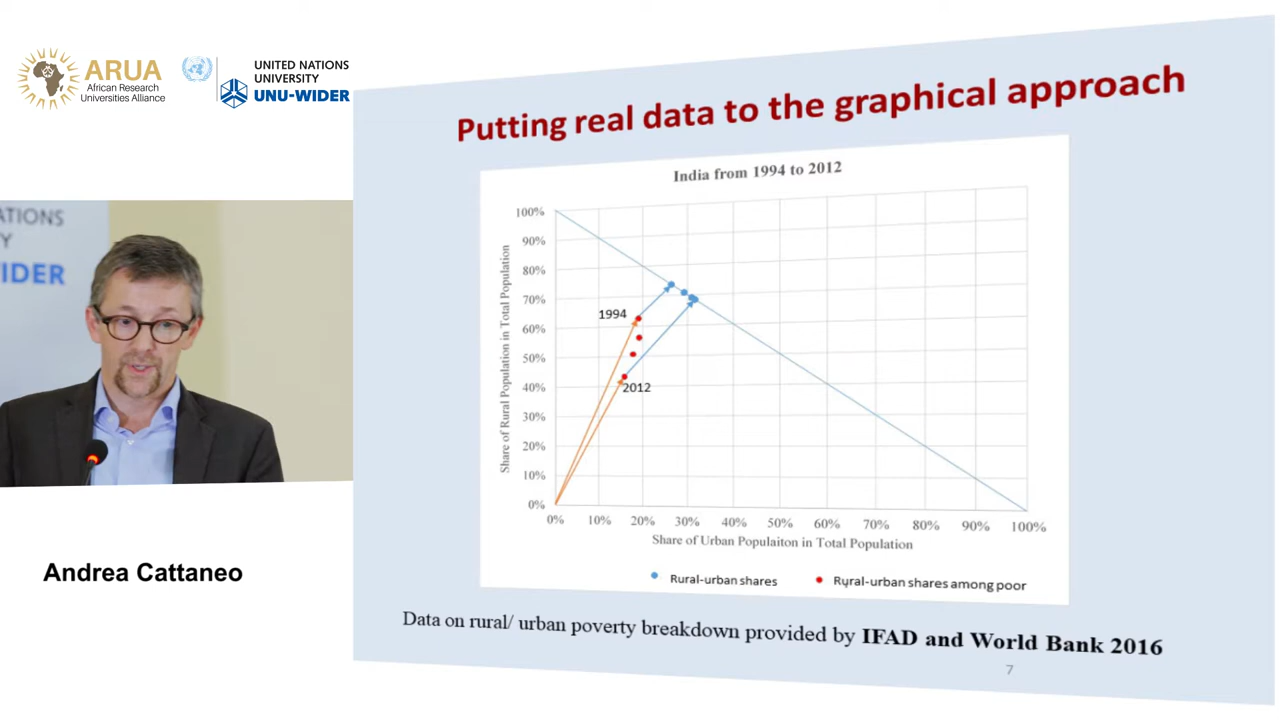 ARUA
African Research
Universities Alliance
UNITED NATIONS
UNIVERSITY
UNU-WIDER
ATIONS
Y
WIDER
Andrea Cattaneo
Putting real data to the graphical approach
India from 1994 to 2012
Share of Rural Population in Total Population
100%
90%
80%
70%
60%
50%
40%
30%
20%
10%
0%
1994
2012
0% 10% 20% 30% 40% 50% 60% 70% 80% 90% 100%
Share of Urban Populaiton in Total Population
Rural-urban shares
Rural-urban shares among poor
Data on rural/ urban poverty breakdown provided by IFAD and World Bank 2016
7